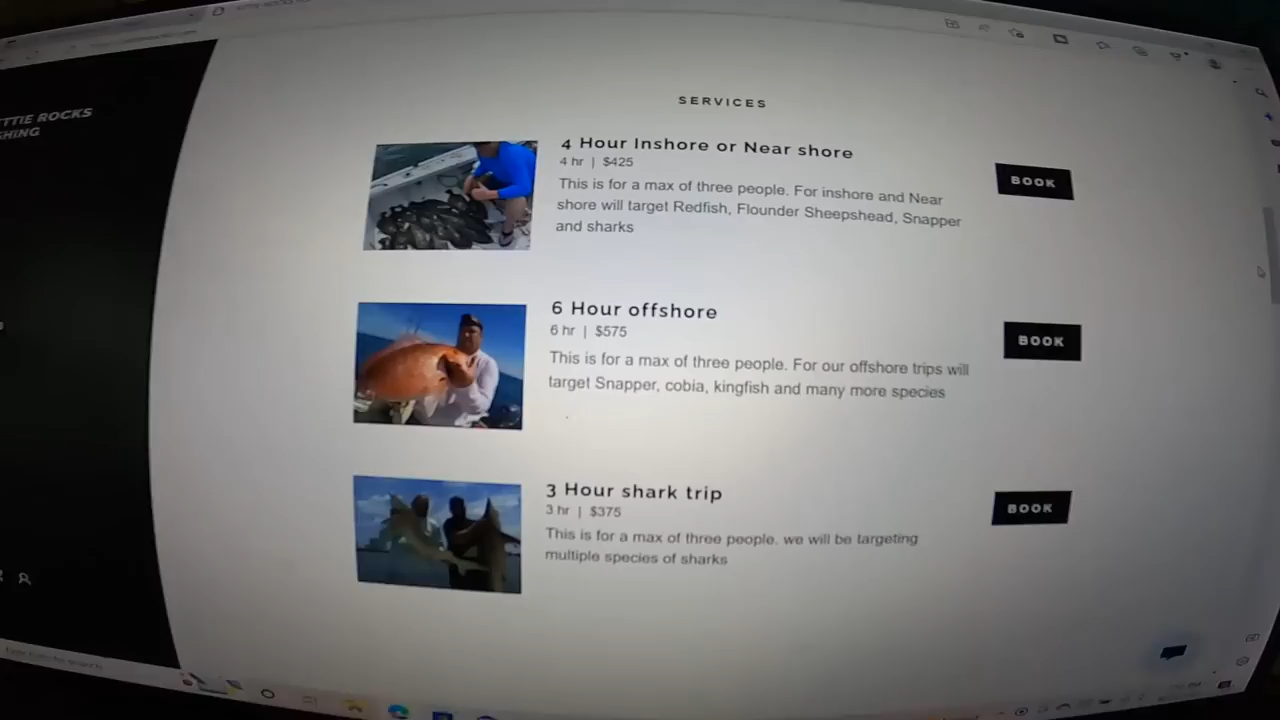 TTIE ROCKS
SHING
SERVICES
4 Hour Inshore or Near shore
4 hr | $425
This is for a max of three people. For inshore and Near
shore will target Redfish, Flounder Sheepshead, Snapper
and sharks
BOOK
6 Hour offshore
6 hr | $575
This is for a max of three people. For our offshore trips will
target Snapper, cobia, kingfish and many more species
BOOK
3 Hour shark trip
3 hr | $375
This is for a max of three people. we will be targeting
multiple species of sharks
BOOK